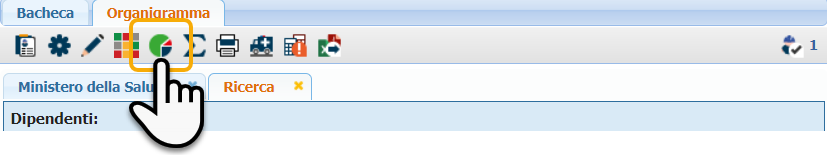 Bacheca Organigramma
1
Ministero della Salu Ricerca
Dipendenti: